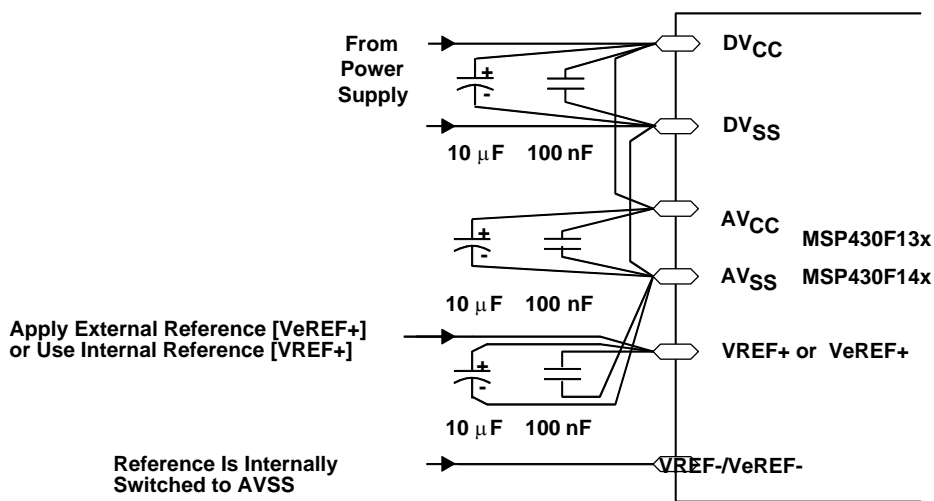 From
Power
Supply
+
-
10 μF 100 nF
DVCC
DVSS
+
-
10 μF 100 nF
AVCC
MSP430F13x
AVSS
MSP430F14x
Apply External Reference [VeREF+]
or Use Internal Reference [VREF+]
+
-
10 μF 100 nF
VREF+ or VeREF+
Reference Is Internally
Switched to AVSS
VREF-/VeREF-